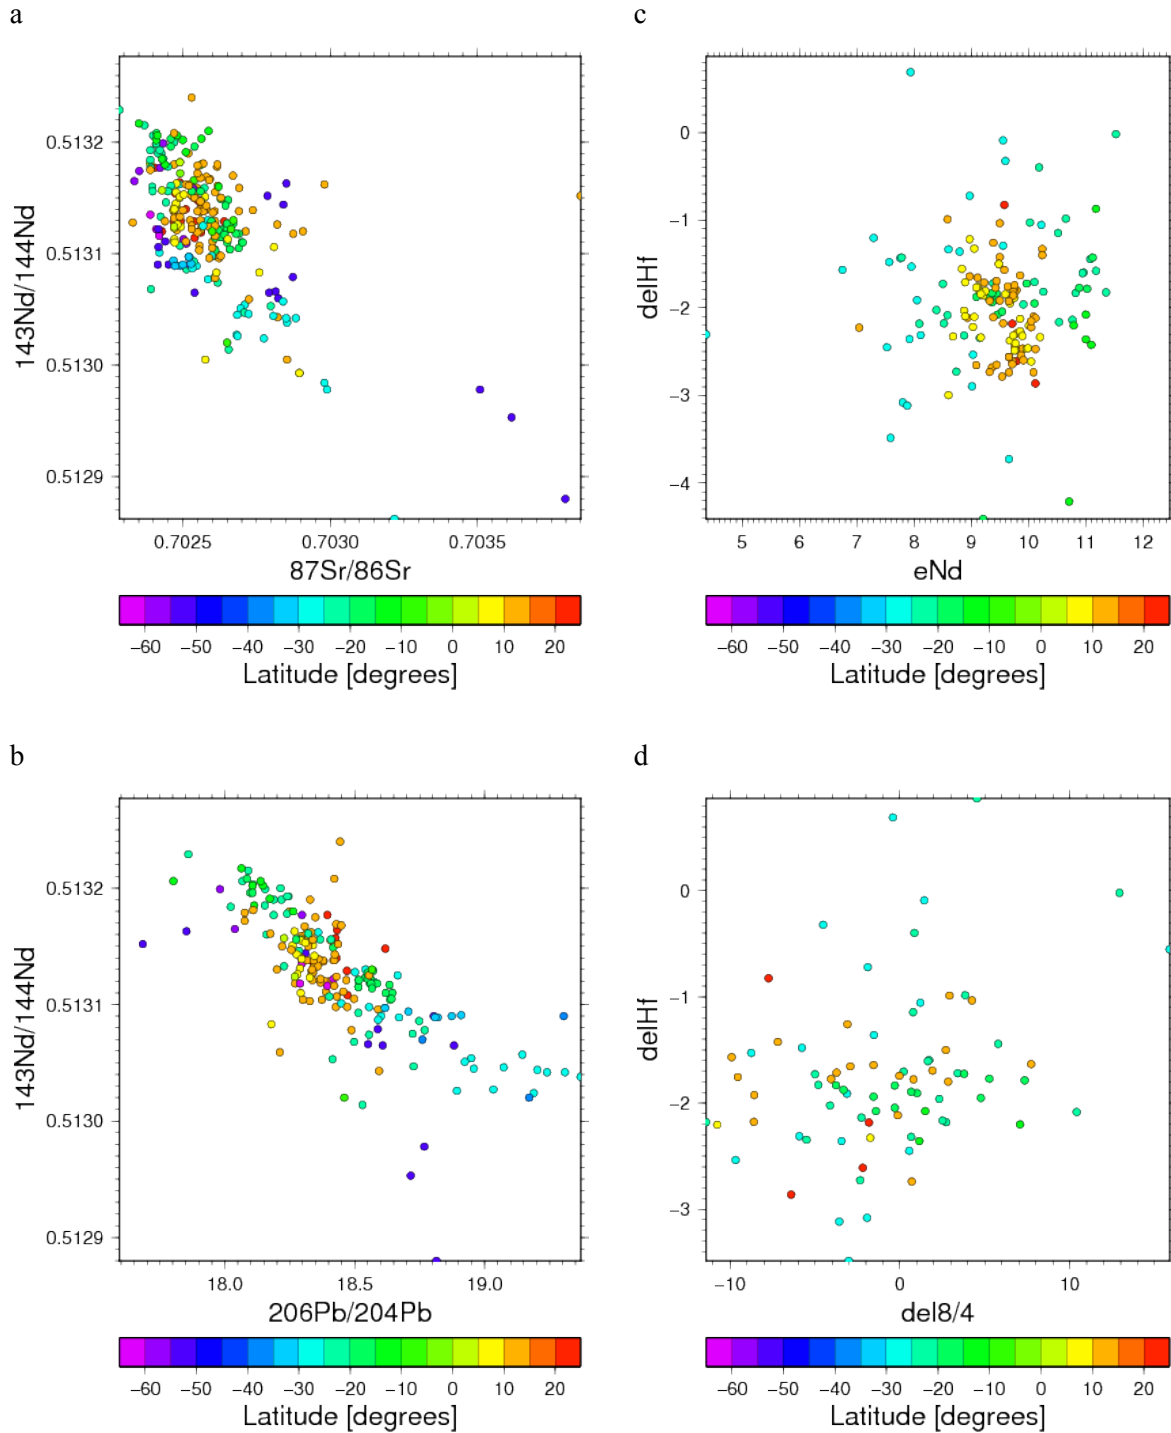 a
143Nd/144Nd
0.5132
0.5131
0.5130
0.5129
0.7025 0.7030 0.7035
87Sr/86Sr
−60 −50 −40 −30 −20 −10 0 10 20
Latitude [degrees]
c
delHf
0
−1
−2
−3
−4
5 6 7 8 9 10 11 12
eNd
−60 −50 −40 −30 −20 −10 0 10 20
Latitude [degrees]
b
143Nd/144Nd
0.5132
0.5131
0.5130
0.5129
18.0 18.5 19.0
206Pb/204Pb
−60 −50 −40 −30 −20 −10 0 10 20
Latitude [degrees]
d
delHf
0
−1
−2
−3
−10 0 10
del8/4
−60 −50 −40 −30 −20 −10 0 10 20
Latitude [degrees]